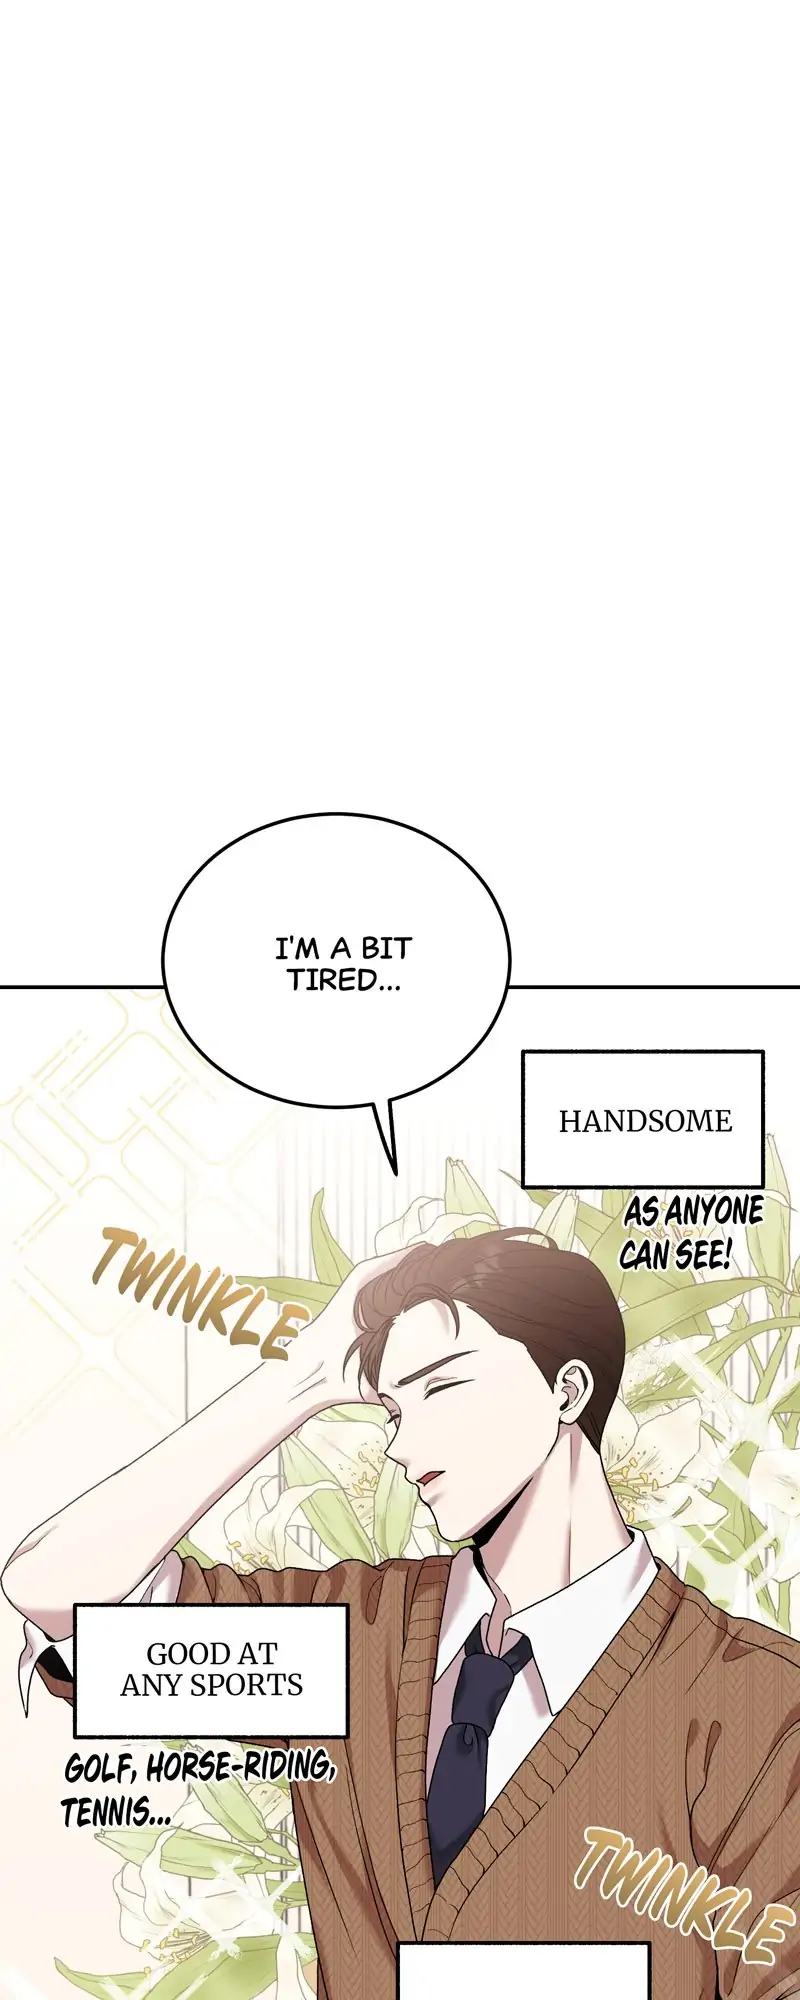 I'M A BIT
TIRED...
HANDSOME
AS ANYONE
CAN SEE!
TWINKLE
GOOD AT
ANY SPORTS
GOLF, HORSE-RIDING,
TENNIS...
TWINKLE